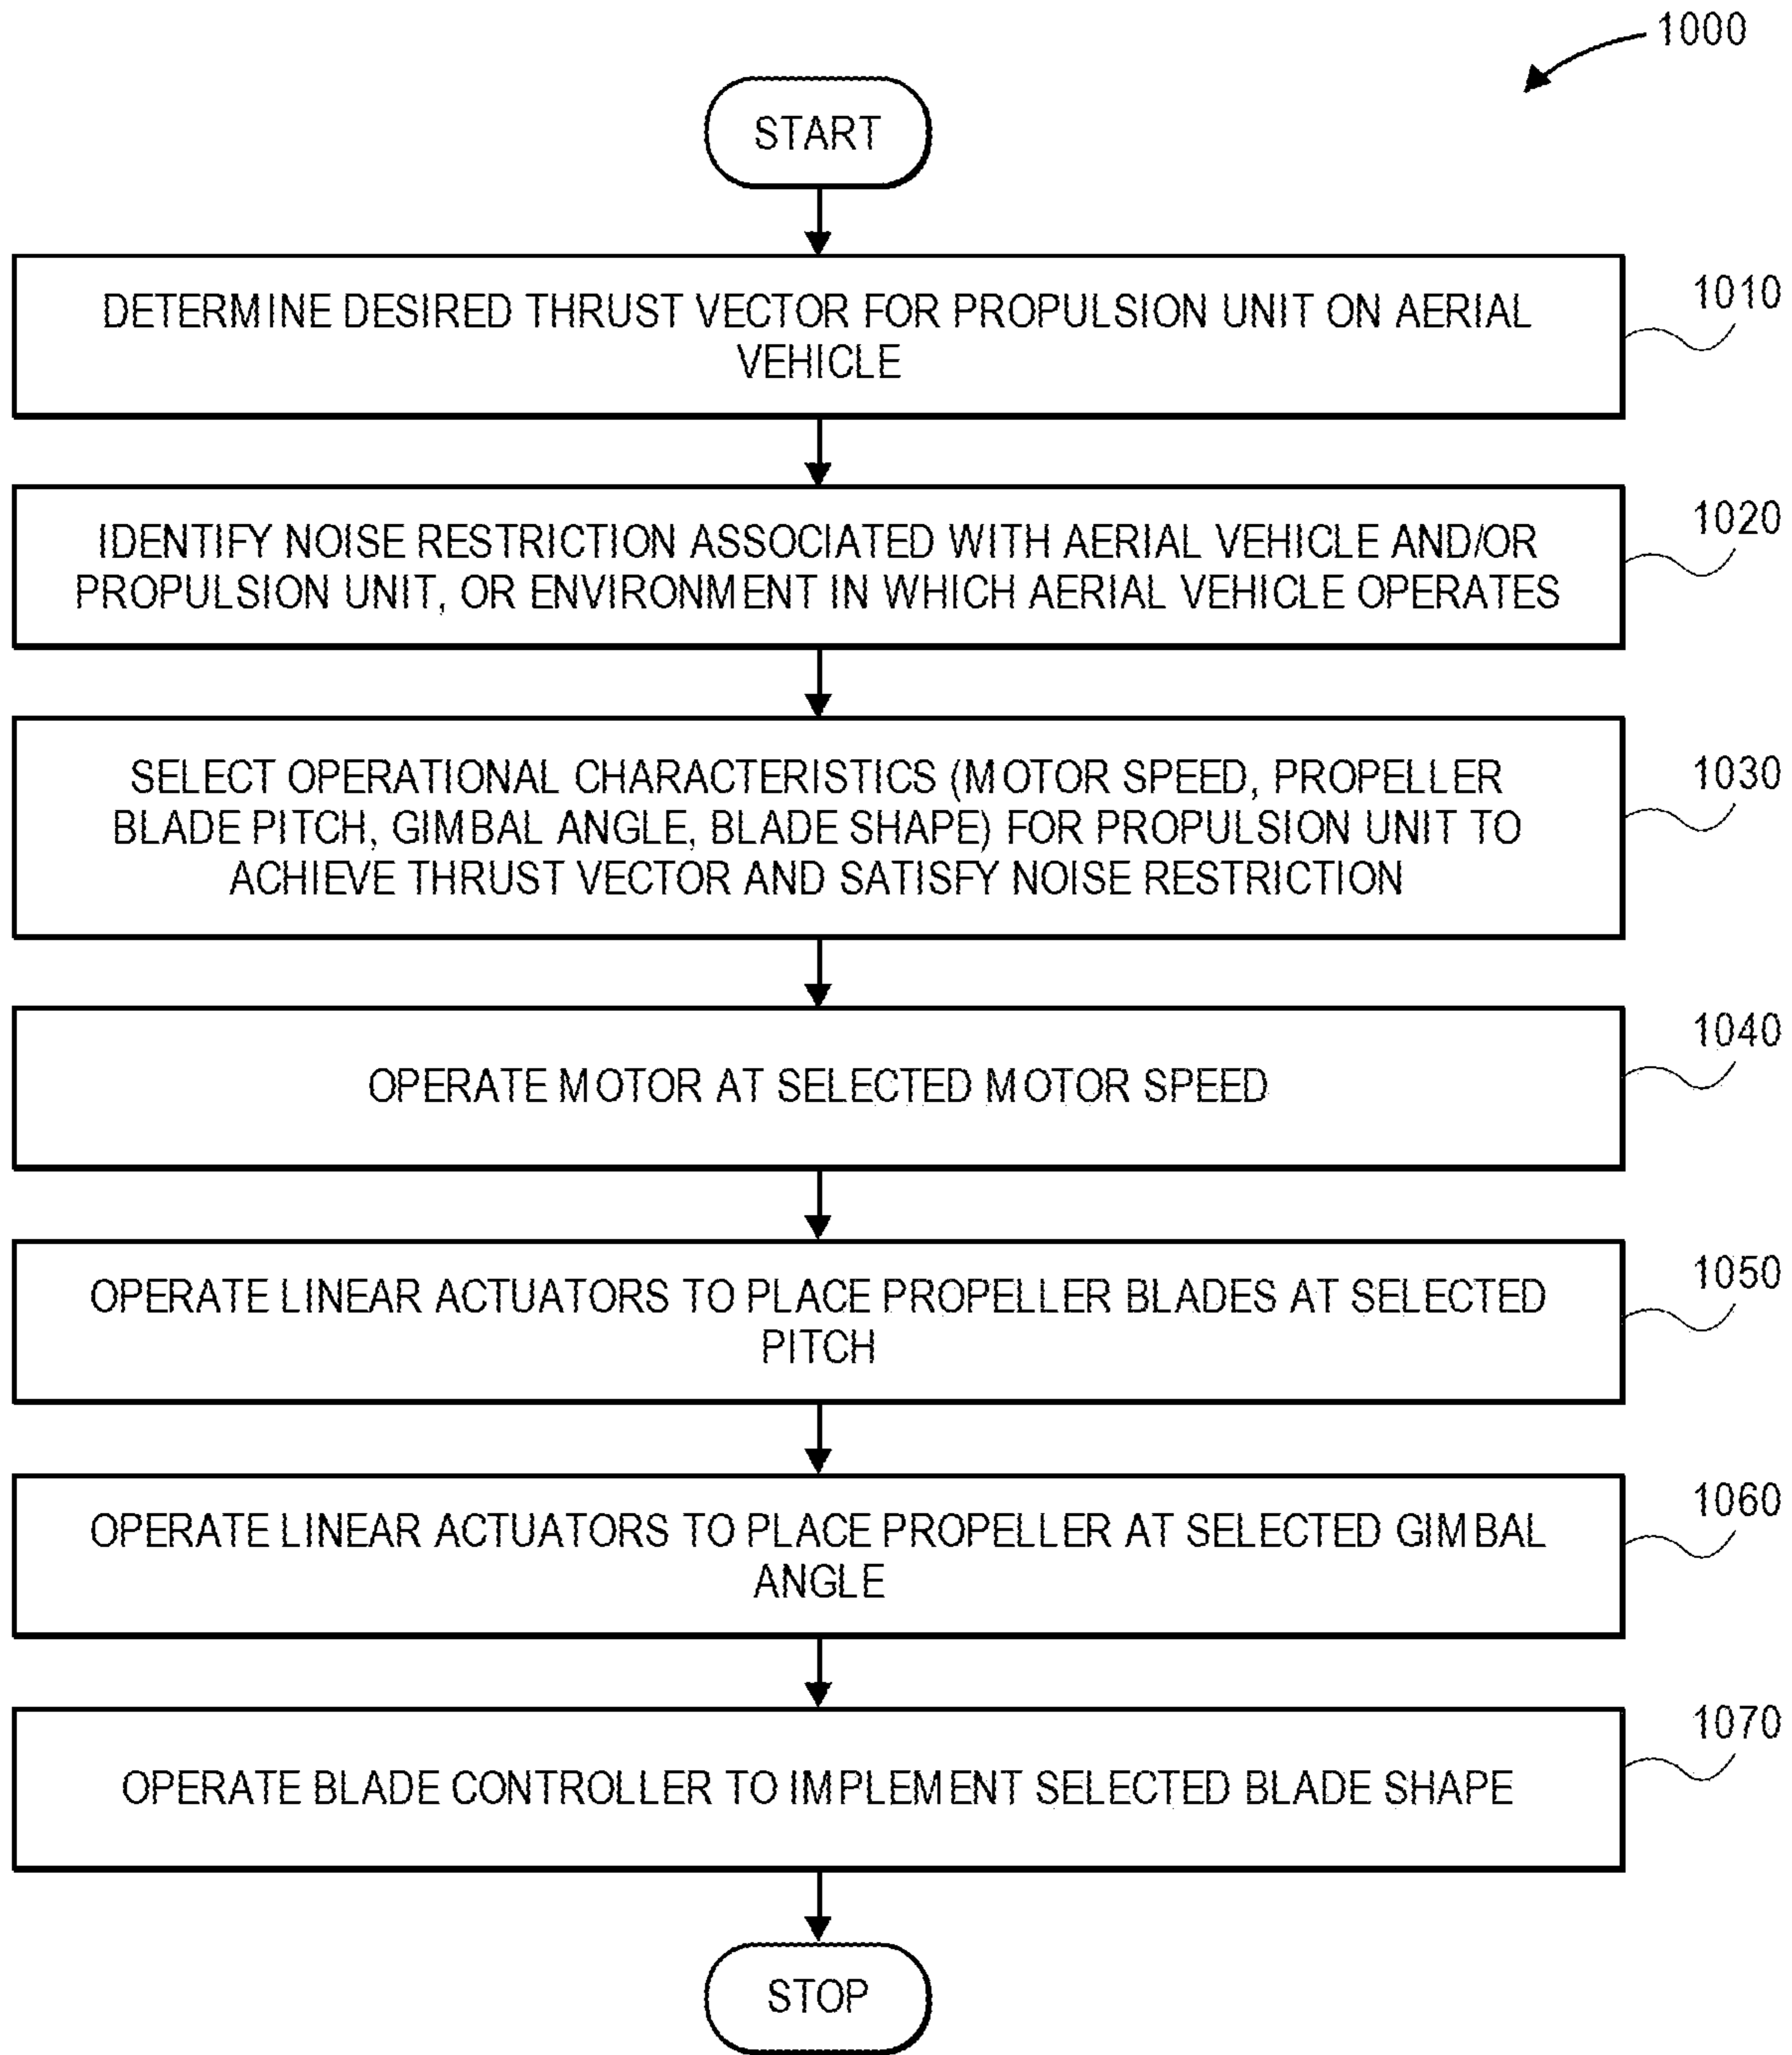 1000
START
DETERMINE DESIRED THRUST VECTOR FOR PROPULSION UNIT ON AERIAL
VEHICLE
1010
IDENTIFY NOISE RESTRICTION ASSOCIATED WITH AERIAL VEHICLE AND/OR
PROPULSION UNIT, OR ENVIRONMENT IN WHICH AERIAL VEHICLE OPERATES
1020
SELECT OPERATIONAL CHARACTERISTICS (MOTOR SPEED, PROPELLER
BLADE PITCH, GIMBAL ANGLE, BLADE SHAPE) FOR PROPULSION UNIT TO
ACHIEVE THRUST VECTOR AND SATISFY NOISE RESTRICTION
1030
OPERATE MOTOR AT SELECTED MOTOR SPEED
1040
OPERATE LINEAR ACTUATORS TO PLACE PROPELLER BLADES AT SELECTED
PITCH
1050
OPERATE LINEAR ACTUATORS TO PLACE PROPELLER AT SELECTED GIMBAL
ANGLE
1060
OPERATE BLADE CONTROLLER TO IMPLEMENT SELECTED BLADE SHAPE
1070
STOP